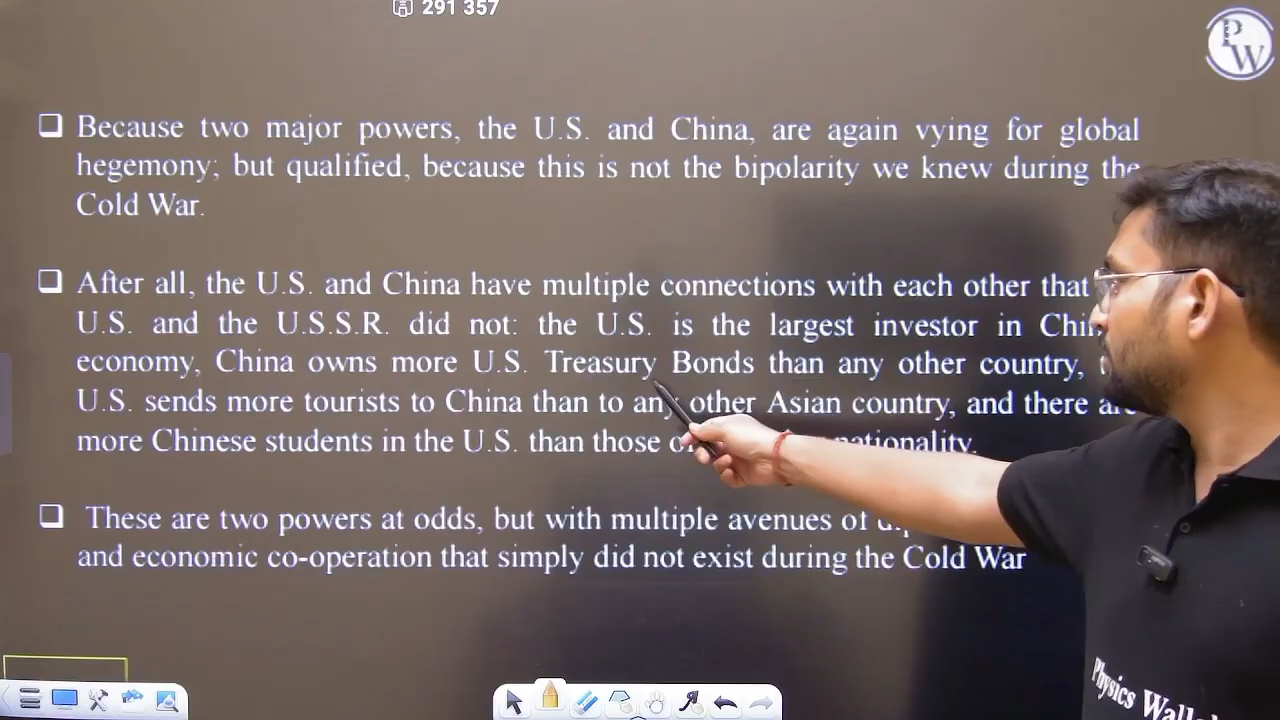 291 357
PW
Because two major powers, the U.S. and China, are again vying for global
hegemony; but qualified, because this is not the bipolarity we knew during the
Cold War.
After all, the U.S. and China have multiple connections with each other that
U.S. and the U.S.S.R. did not: the U.S. is the largest investor in
economy, China owns more U.S. Treasury Bonds than any other country,
U.S. sends more tourists to China than to any other Asian country, and there are
more Chinese students in the U.S. than those nationality.
These are two powers at odds, but with multiple avenues of
and economic co-operation that simply did not exist during the Cold War
Physics